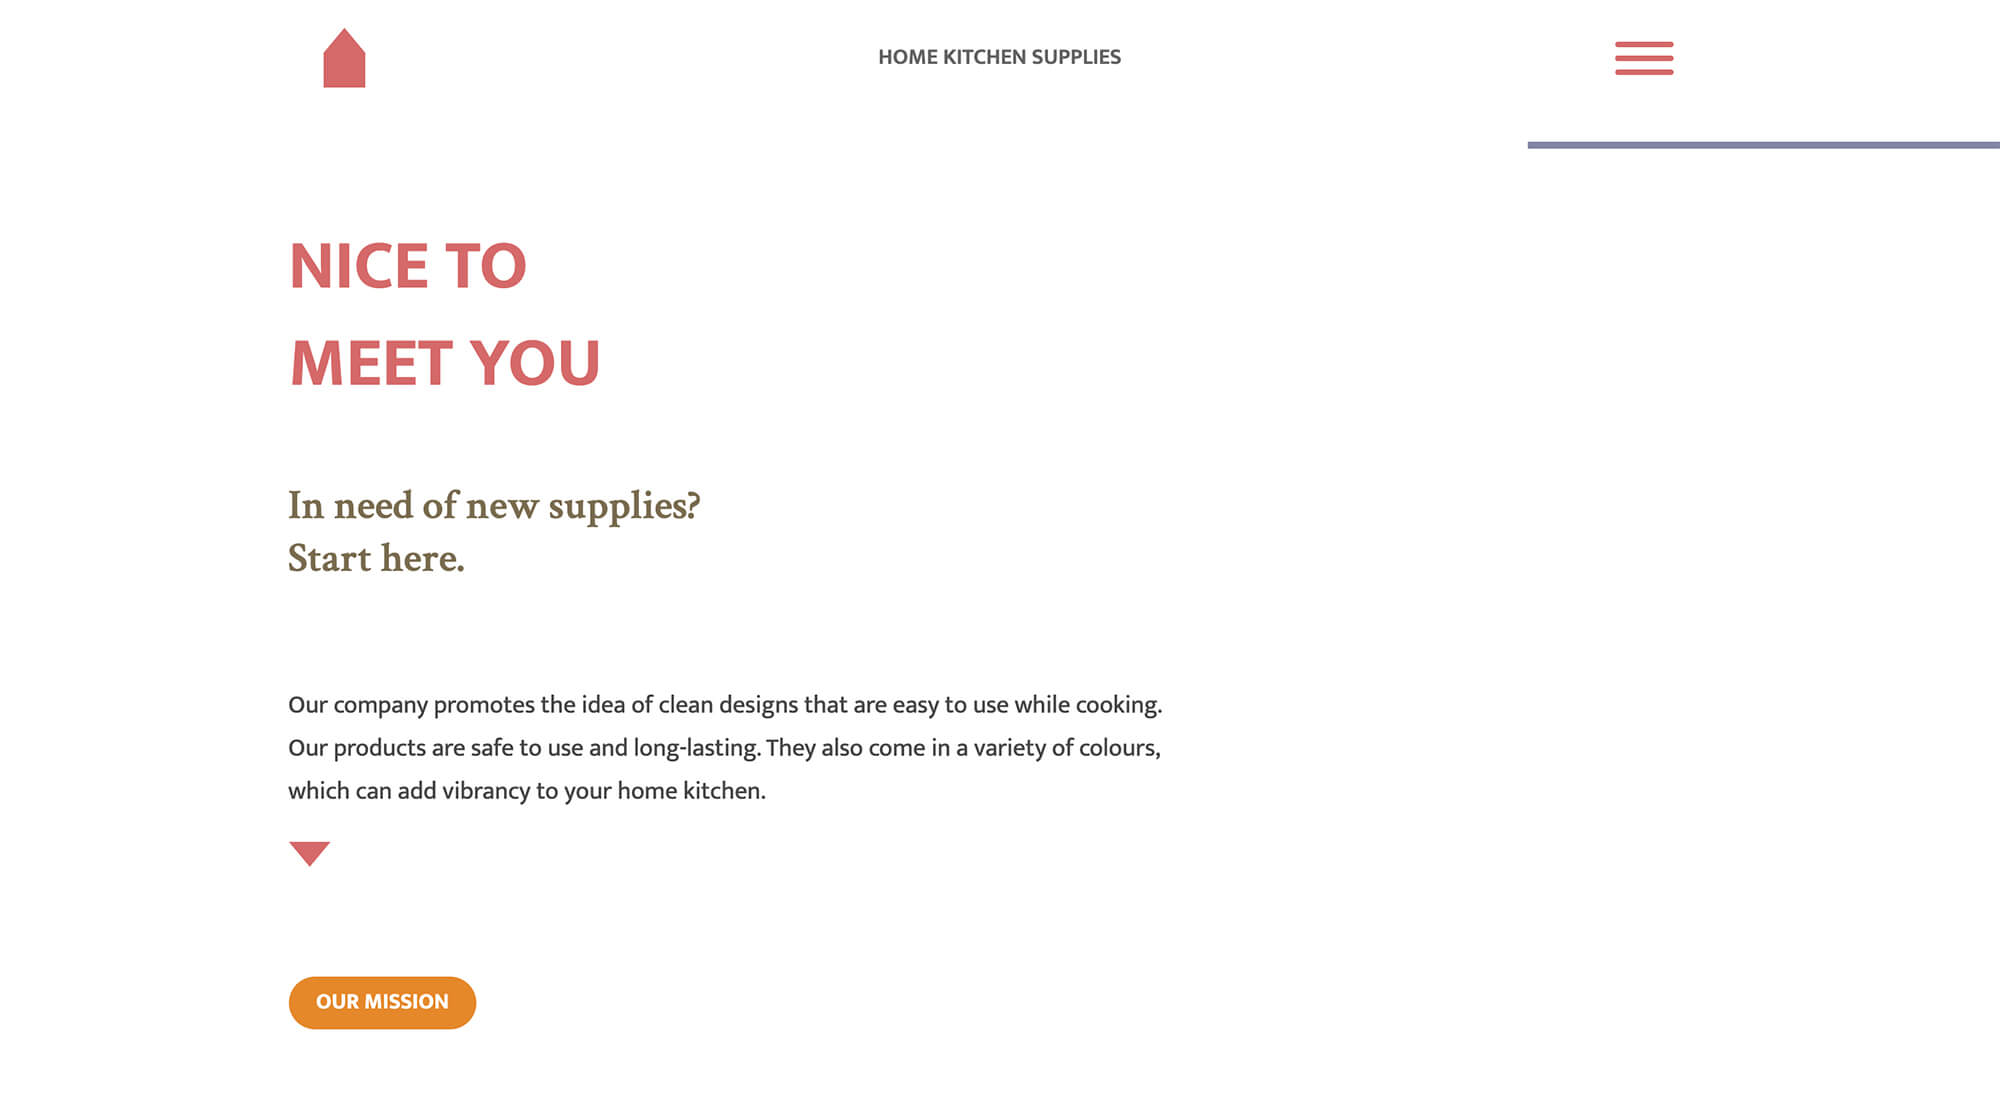 HOME KITCHEN SUPPLIES
NICE TO
MEET YOU
In need of new supplies?
Start here.
Our company promotes the idea of clean designs that are easy to use while cooking.
Our products are safe to use and long-lasting. They also come in a variety of colours,
which can add vibrancy to your home kitchen.
OUR MISSION